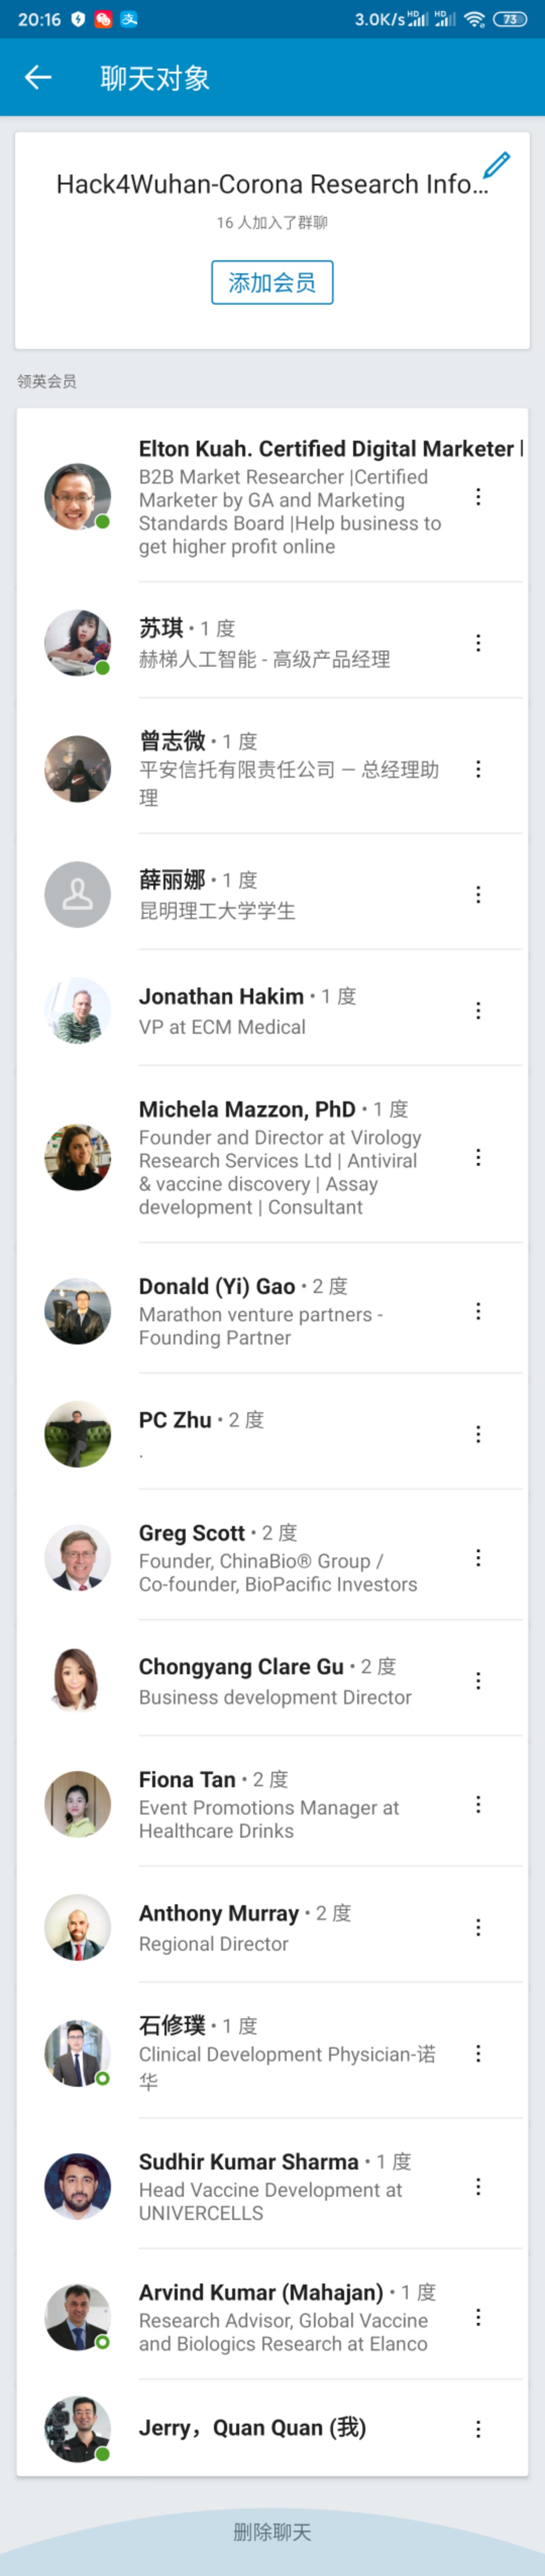 20:16
3.0K/s HD HD 73
聊天对象
Hack4Wuhan-Corona Research Info...
16 人加入了群聊
添加会员
领英会员
Elton Kuah. Certified Digital Marketer |
B2B Market Researcher |Certified
Marketer by GA and Marketing
Standards Board |Help business to
get higher profit online
苏琪 · 1 度
赫梯人工智能 - 高级产品经理
曾志微 · 1 度
平安信托有限责任公司 – 总经理助
理
薛丽娜 · 1 度
昆明理工大学学生
Jonathan Hakim · 1 度
VP at ECM Medical
Michela Mazzon, PhD · 1 度
Founder and Director at Virology
Research Services Ltd | Antiviral
& vaccine discovery | Assay
development | Consultant
Donald (Yi) Gao · 2 度
Marathon venture partners -
Founding Partner
PC Zhu · 2 度
.
Greg Scott · 2 度
Founder, ChinaBio® Group /
Co-founder, BioPacific Investors
Chongyang Clare Gu · 2 度
Business development Director
Fiona Tan · 2 度
Event Promotions Manager at
Healthcare Drinks
Anthony Murray · 2 度
Regional Director
石修璞 · 1 度
Clinical Development Physician-诺
华
Sudhir Kumar Sharma · 1 度
Head Vaccine Development at
UNIVERCELLS
Arvind Kumar (Mahajan) · 1 度
Research Advisor, Global Vaccine
and Biologics Research at Elanco
Jerry，Quan Quan (我)
删除聊天